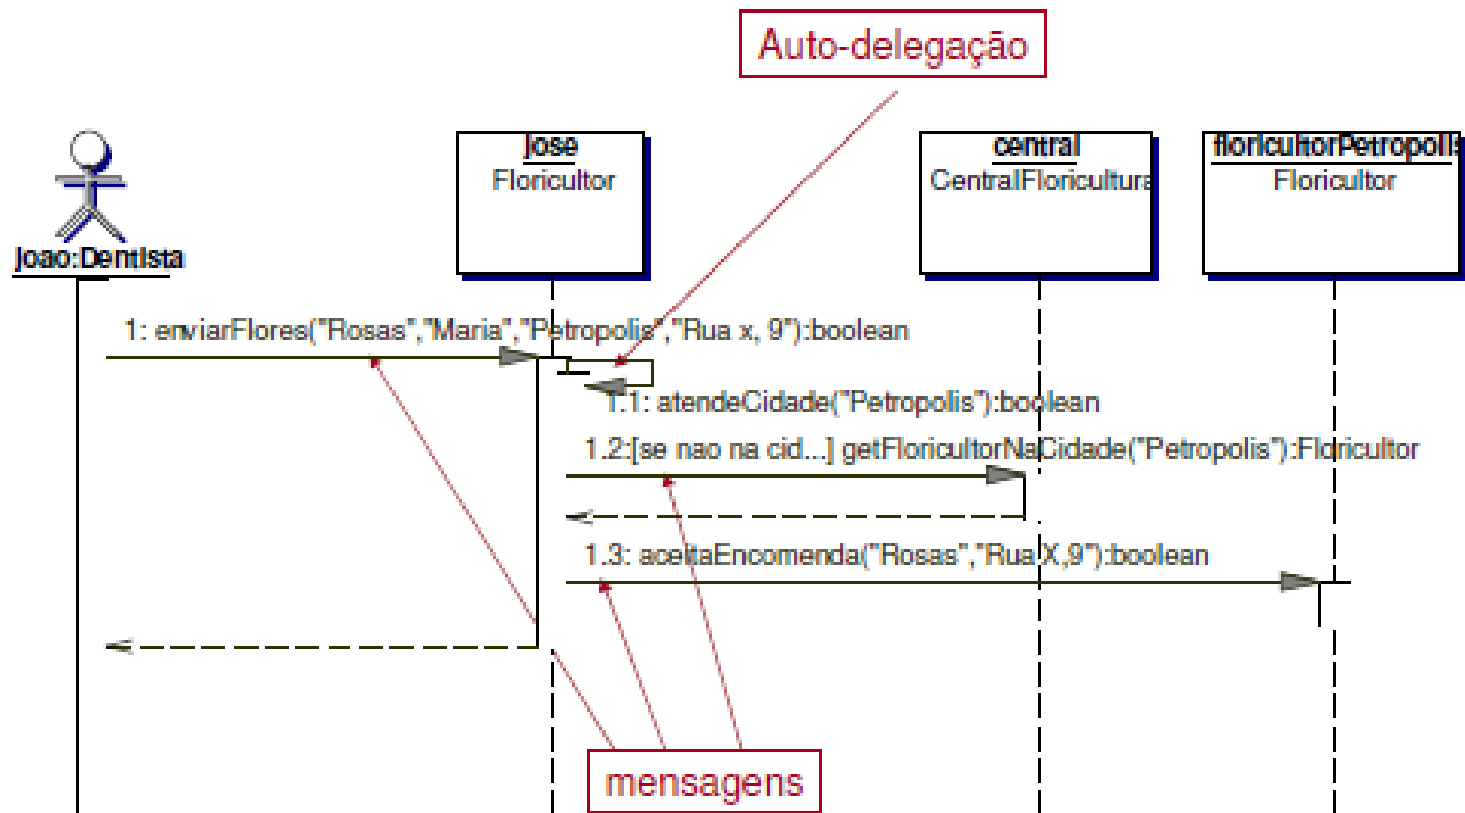 Auto-delegação
jose
Floricultor
central
CentralFloricultura
floricultorPetropolis
Floricultor
joao:Dentista
1: enviarFlores("Rosas","Maria","Petropolis","Rua x, 9"):boolean
1.1: atendeCidade("Petropolis"):boolean
1.2:[se nao na cid...] getFloricultorNaCidade("Petropolis"):Floricultor
1.3: aceitaEncomenda("Rosas","Rua X,9"):boolean
mensagens